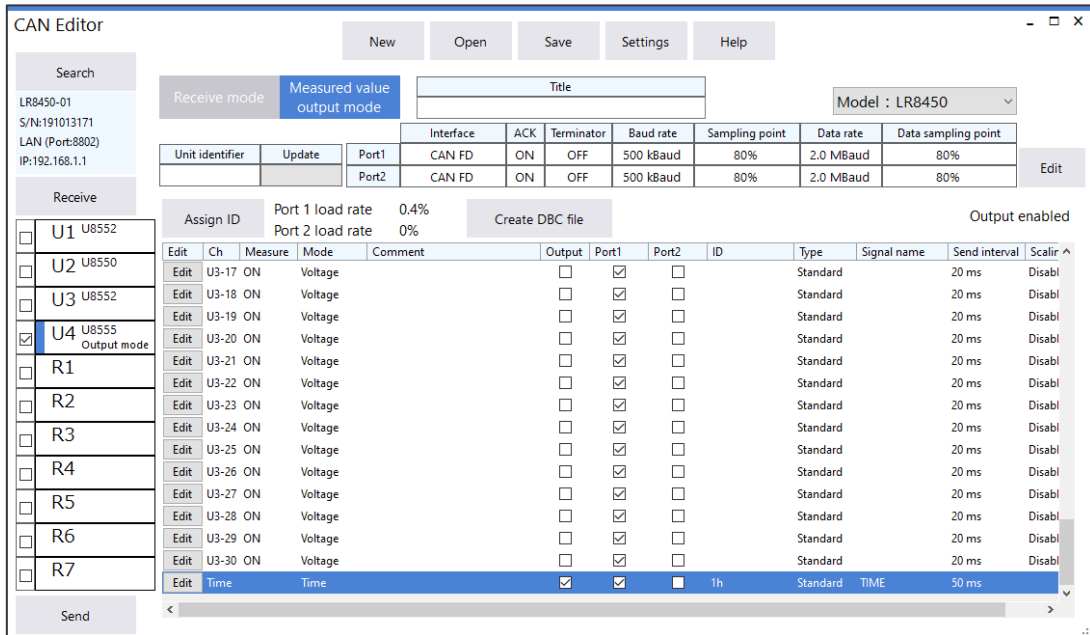 CAN Editor
New Open Save Settings Help
Search
LR8450-01
S/N:191013171
LAN (Port:8802)
IP:192.168.1.1
Receive
Receive mode
Measured value
output mode
Title
Model : LR8450
Interface ACK Terminator Baud rate Sampling point Data rate Data sampling point
Unit identifier Update Port1 CAN FD ON OFF 500 kBaud 80% 2.0 MBaud 80%
Port2 CAN FD ON OFF 500 kBaud 80% 2.0 MBaud 80%
Edit
Assign ID
Port 1 load rate 0.4%
Port 2 load rate 0%
Create DBC file
Output enabled
U1 U8552
U2 U8550
U3 U8552
U4 U8555
Output mode
R1
R2
R3
R4
R5
R6
R7
Send
Edit Ch Measure Mode Comment Output Port1 Port2 ID Type Signal name Send interval Scalin
Edit U3-17 ON Voltage Standard 20 ms Disabl
Edit U3-18 ON Voltage Standard 20 ms Disabl
Edit U3-19 ON Voltage Standard 20 ms Disabl
Edit U3-20 ON Voltage Standard 20 ms Disabl
Edit U3-21 ON Voltage Standard 20 ms Disabl
Edit U3-22 ON Voltage Standard 20 ms Disabl
Edit U3-23 ON Voltage Standard 20 ms Disabl
Edit U3-24 ON Voltage Standard 20 ms Disabl
Edit U3-25 ON Voltage Standard 20 ms Disabl
Edit U3-26 ON Voltage Standard 20 ms Disabl
Edit U3-27 ON Voltage Standard 20 ms Disabl
Edit U3-28 ON Voltage Standard 20 ms Disabl
Edit U3-29 ON Voltage Standard 20 ms Disabl
Edit U3-30 ON Voltage Standard 20 ms Disabl
Edit Time Time 1h Standard TIME 50 ms